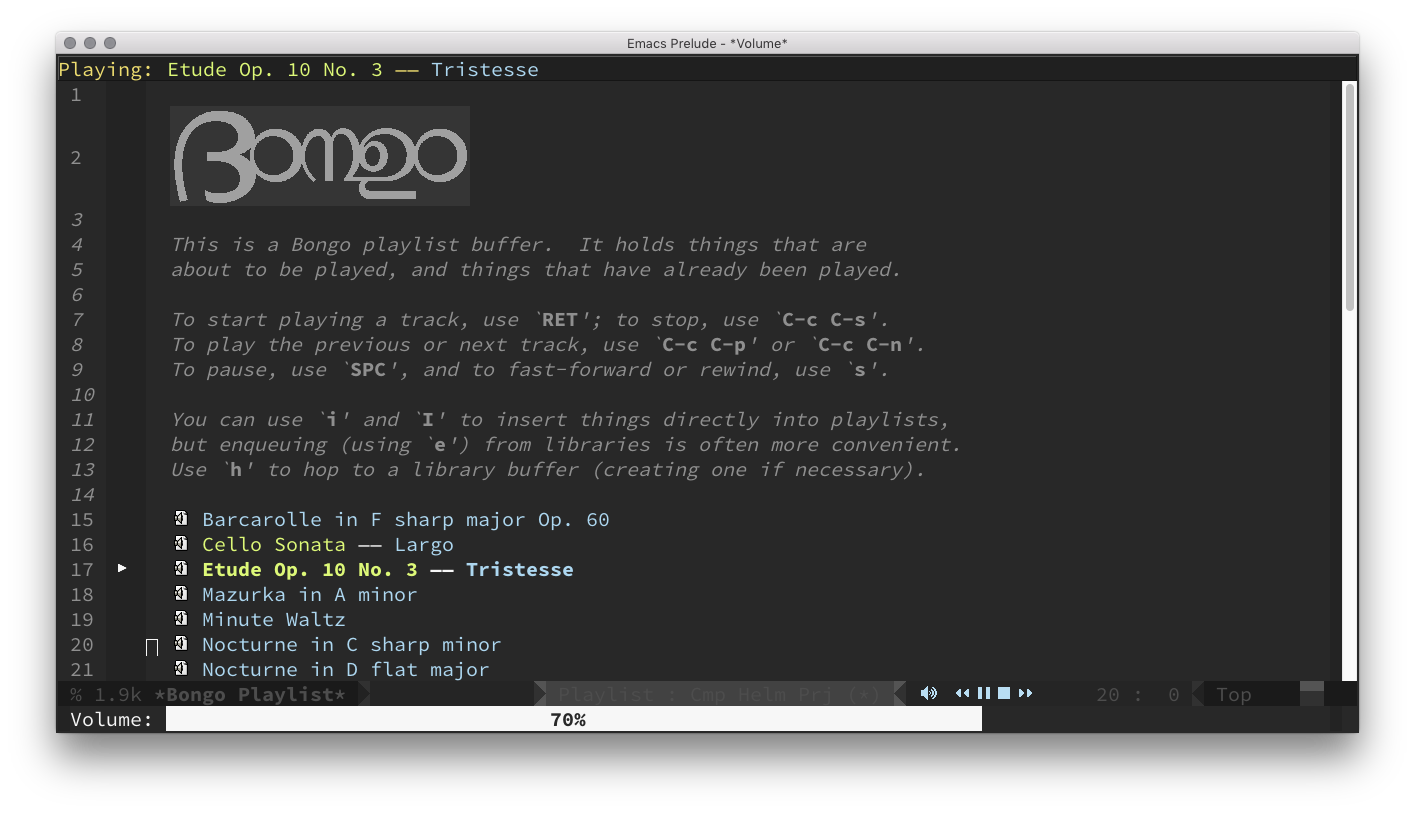 Emacs Prelude - *Volume*
Playing: Etude Op. 10 No. 3 —— Tristesse
1
2 Bongo
3
4 This is a Bongo playlist buffer.  It holds things that are
5 about to be played, and things that have already been played.
6
7 To start playing a track, use `RET'; to stop, use `C-c C-s'.
8 To play the previous or next track, use `C-c C-p' or `C-c C-n'.
9 To pause, use `SPC', and to fast-forward or rewind, use `s'.
10
11 You can use `i' and `I' to insert things directly into playlists,
12 but enqueuing (using `e') from libraries is often more convenient.
13 Use `h' to hop to a library buffer (creating one if necessary).
14
15 Barcarolle in F sharp major Op. 60
16 Cello Sonata —— Largo
17 Etude Op. 10 No. 3 —— Tristesse
18 Mazurka in A minor
19 Minute Waltz
20 Nocturne in C sharp minor
21 Nocturne in D flat major
% 1.9k *Bongo Playlist* Playlist : Cmp Helm Prj (*) 20 : 0 Top
Volume: 70%